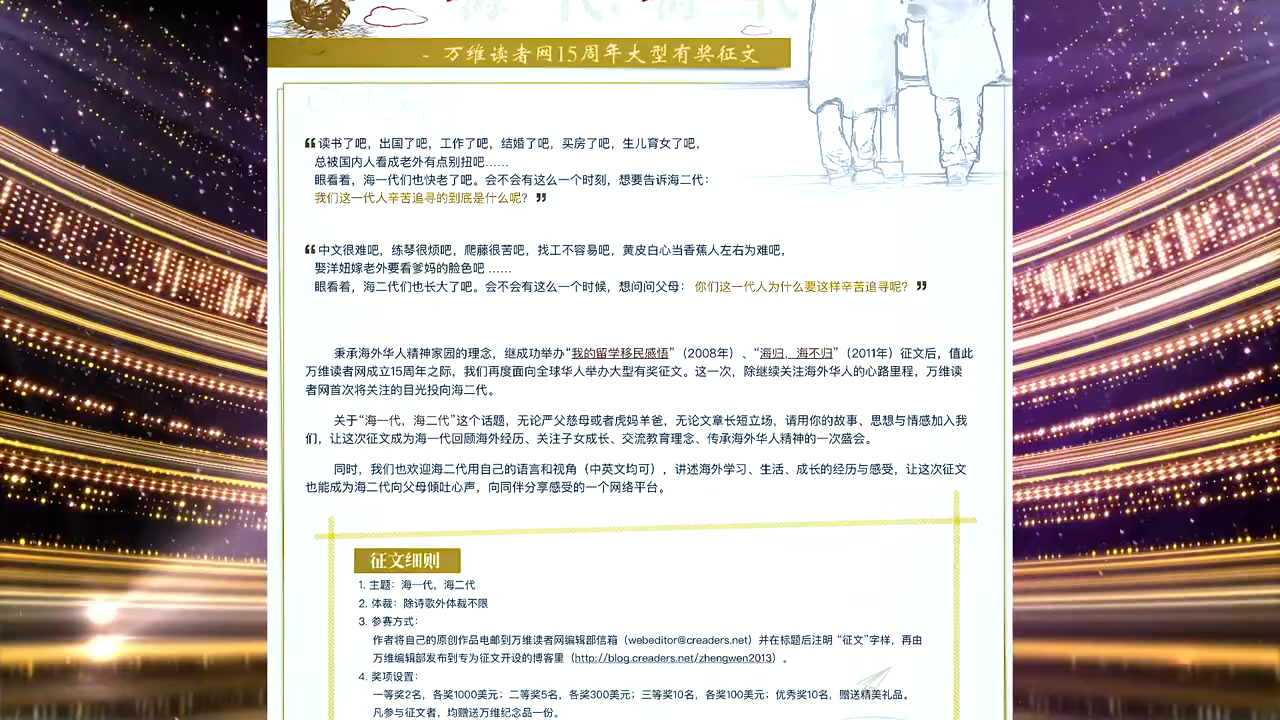 - 万维读者网15周年大型有奖征文
“读书了吧，出国了吧，工作了吧，结婚了吧，买房了吧，生儿育女了吧，
总被国内人看成老外有点别扭吧……
眼看着，海一代们也快老了吧。会不会有这么一个时刻，想要告诉海二代：
我们这一代人辛苦追寻的到底是什么呢？”
“中文很难吧，练琴很烦吧，爬藤很苦吧，找工不容易吧，黄皮白心当香蕉人左右为难吧，
娶洋妞嫁老外要看爹妈的脸色吧 ……
眼看着，海二代们也长大了吧。会不会有这么一个时候，想问问父母： 你们这一代人为什么要这样辛苦追寻呢？”
秉承海外华人精神家园的理念，继成功举办“我的留学移民感悟”（2008年）、“海归，海不归”（2011年）征文后，值此
万维读者网成立15周年之际，我们再度面向全球华人举办大型有奖征文。这一次，除继续关注海外华人的心路里程，万维读
者网首次将关注的目光投向海二代。
关于“海一代，海二代”这个话题，无论严父慈母或者虎妈羊爸，无论文章长短立场，请用你的故事、思想与情感加入我
们，让这次征文成为海一代回顾海外经历、关注子女成长、交流教育理念、传承海外华人精神的一次盛会。
同时，我们也欢迎海二代用自己的语言和视角（中英文均可），讲述海外学习、生活、成长的经历与感受，让这次征文
也能成为海二代向父母倾吐心声，向同伴分享感受的一个网络平台。
征文细则
1. 主题：海一代，海二代
2. 体裁：除诗歌外体裁不限
3. 参赛方式：
作者将自己的原创作品电邮到万维读者网编辑部信箱（webeditor@creaders.net）并在标题后注明 “征文”字样，再由
万维编辑部发布到专为征文开设的博客里（http://blog.creaders.net/zhengwen2013）。
4. 奖项设置：
一等奖2名，各奖1000美元；二等奖5名，各奖300美元；三等奖10名，各奖100美元；优秀奖10名，赠送精美礼品。
凡参与征文者，均赠送万维纪念品一份。